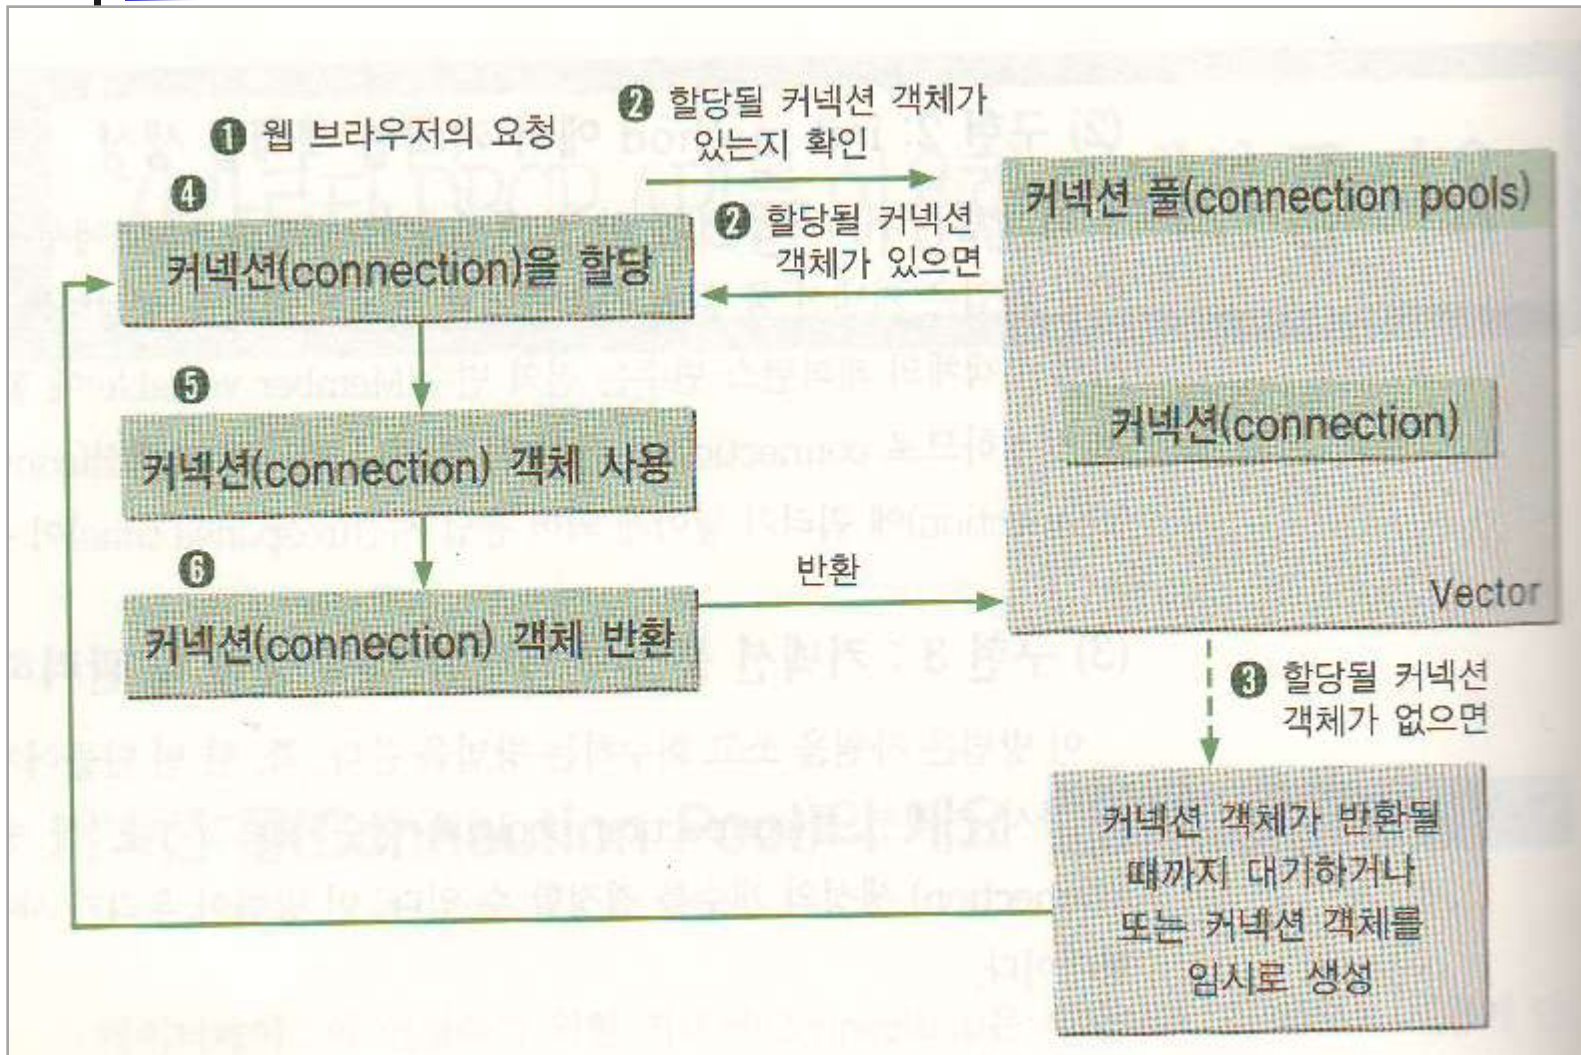 ❶ 웹 브라우저의 요청
❷ 할당될 커넥션 객체가
있는지 확인
❹
커넥션(connection)을 할당
❷ 할당될 커넥션
객체가 있으면
커넥션 풀(connection pools)
커넥션(connection)
Vector
❺
커넥션(connection) 객체 사용
❻
커넥션(connection) 객체 반환
반환
❸ 할당될 커넥션
객체가 없으면
커넥션 객체가 반환될
때까지 대기하거나
또는 커넥션 객체를
임시로 생성